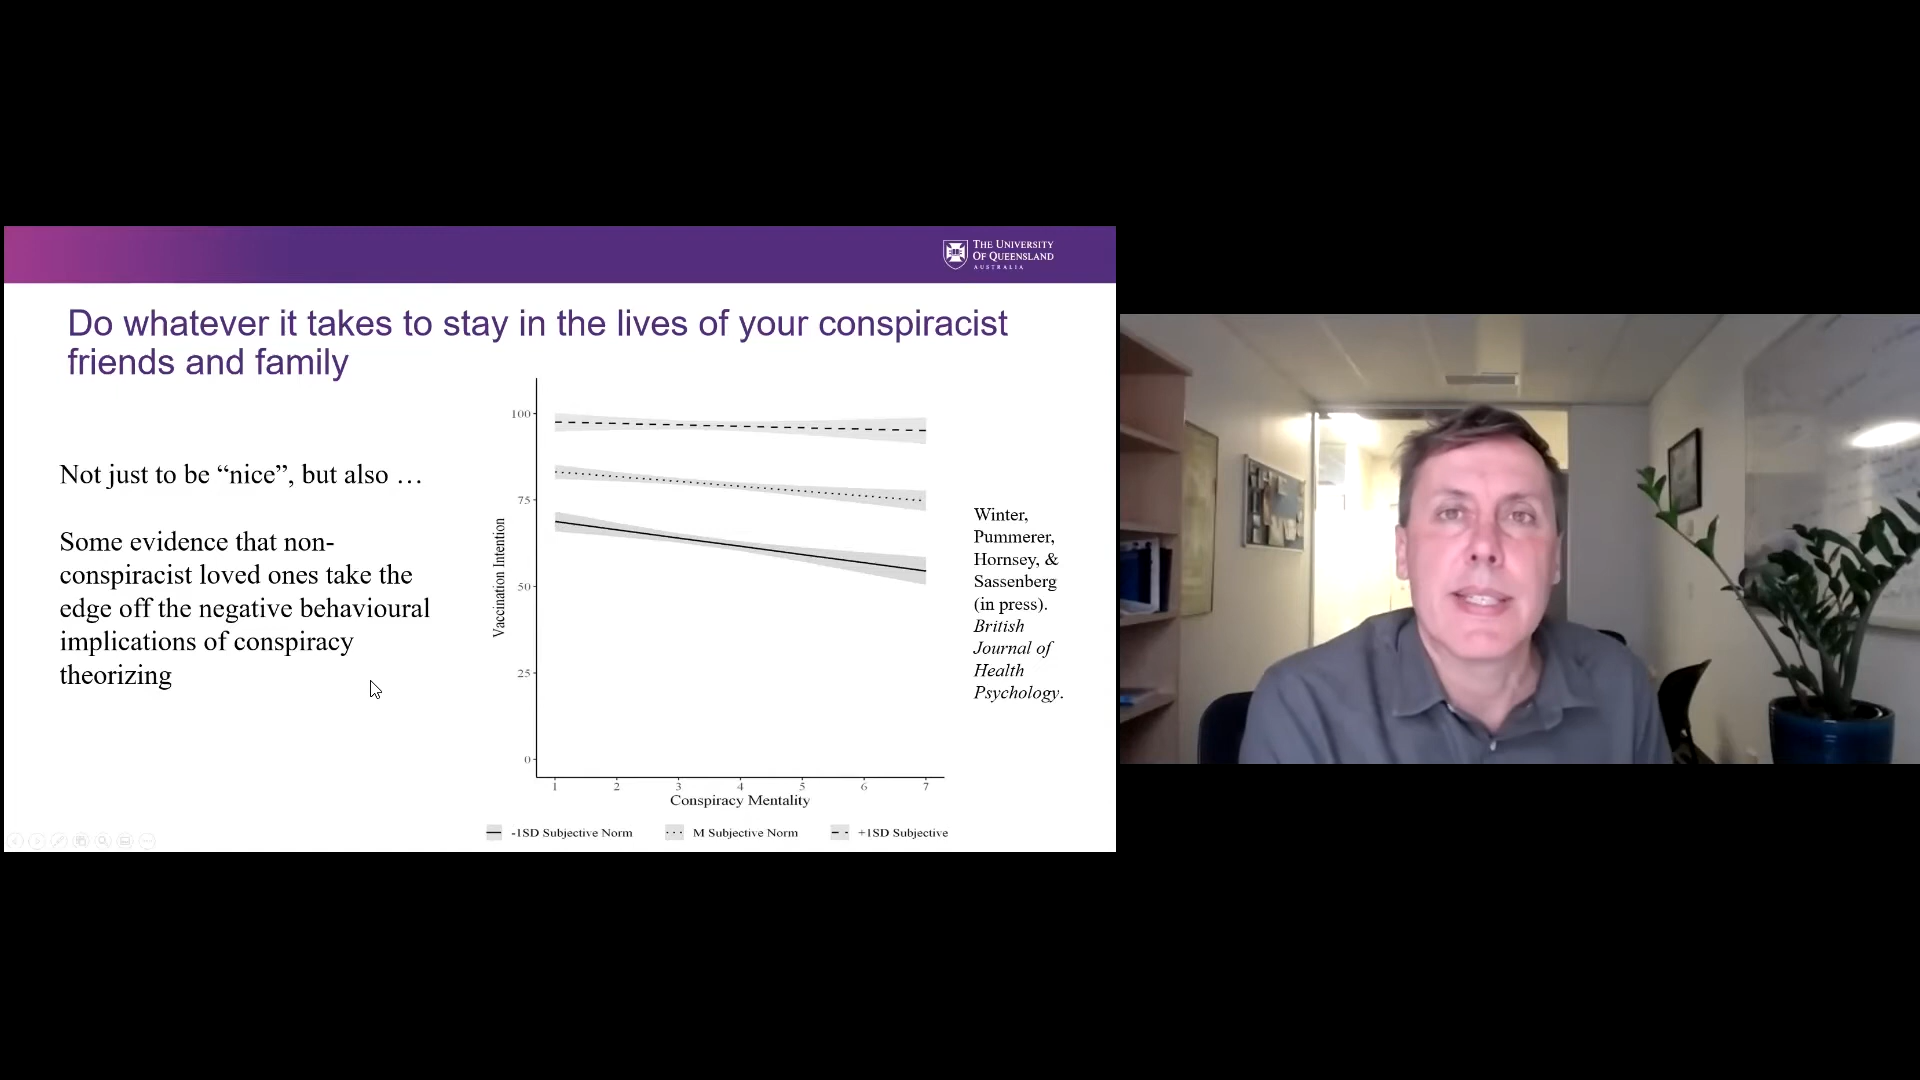 THE UNIVERSITY
OF QUEENSLAND
AUSTRALIA
Do whatever it takes to stay in the lives of your conspiracist
friends and family
Not just to be “nice”, but also …
Some evidence that non-
conspiracist loved ones take the
edge off the negative behavioural
implications of conspiracy
theorizing
Vaccination Intention
100
75
50
25
0
1 2 3 4 5 6 7
Conspiracy Mentality
-1SD Subjective Norm M Subjective Norm +1SD Subjective
Winter,
Pummerer,
Hornsey, &
Sassenberg
(in press).
British
Journal of
Health
Psychology.